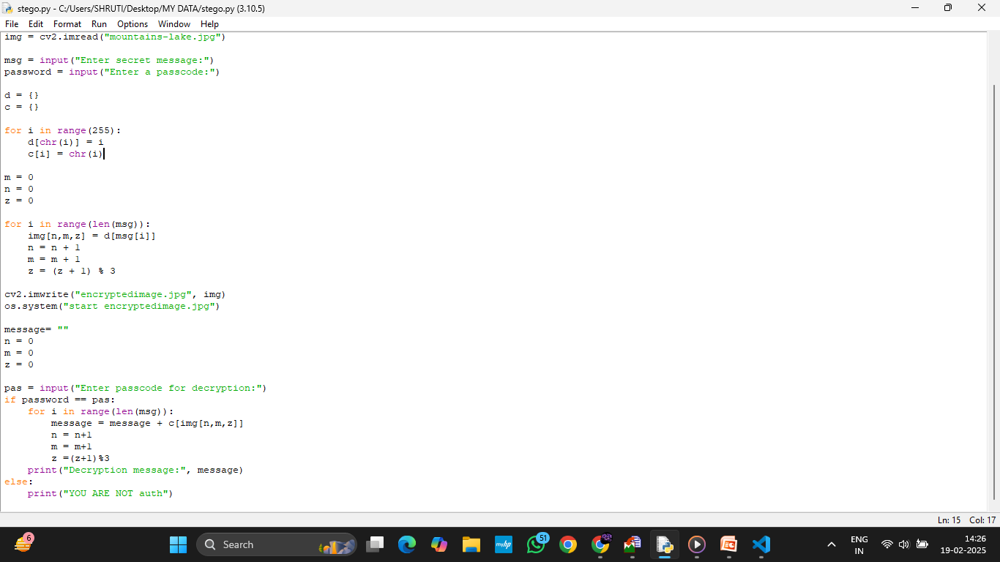 stego.py - C:/Users/SHRUTI/Desktop/MY DATA/stego.py (3.10.5)
File Edit Format Run Options Window Help
img = cv2.imread("mountains-lake.jpg")
msg = input("Enter secret message:")
password = input("Enter a passcode:")
d = {}
c = {}
for i in range(255):
    d[chr(i)] = i
    c[i] = chr(i)
m = 0
n = 0
z = 0
for i in range(len(msg)):
    img[n,m,z] = d[msg[i]]
    n = n + 1
    m = m + 1
    z = (z + 1) % 3
cv2.imwrite("encryptedimage.jpg", img)
os.system("start encryptedimage.jpg")
message= ""
n = 0
m = 0
z = 0
pas = input("Enter passcode for decryption:")
if password == pas:
    for i in range(len(msg)):
        message = message + c[img[n,m,z]]
        n = n+1
        m = m+1
        z =(z+1)%3
    print("Decryption message:", message)
else:
    print("YOU ARE NOT auth")
Ln: 15 Col: 17
6
Search
myhp
51
ENG
IN
14:26
19-02-2025